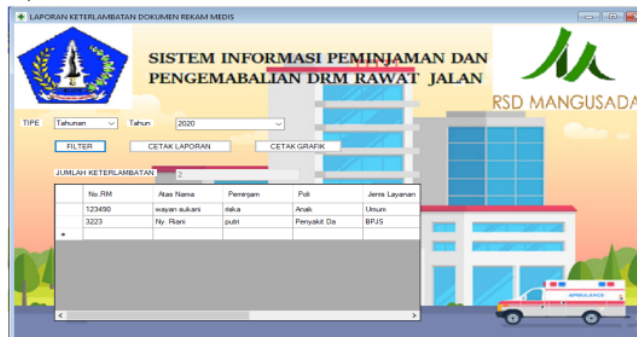 LAPORAN KETERLAMBATAN DOKUMEN REKAM MEDIS
SISTEM INFORMASI PEMINJAMAN DAN
PENGEMABALIAN DRM RAWAT JALAN
RSD MANGUSADA
TIPE Tahunan Tahun 2020
FILTER CETAK LAPORAN CETAK GRAFIK
JUMLAH KETERLAMBATAN 2
No.RM Atas Nama Peminjam Poli Jenis Layanan
123490 wayan sukani riska Anak Umum
3223 Ny. Riani putri Penyakit Da BPJS
AMBULANCE